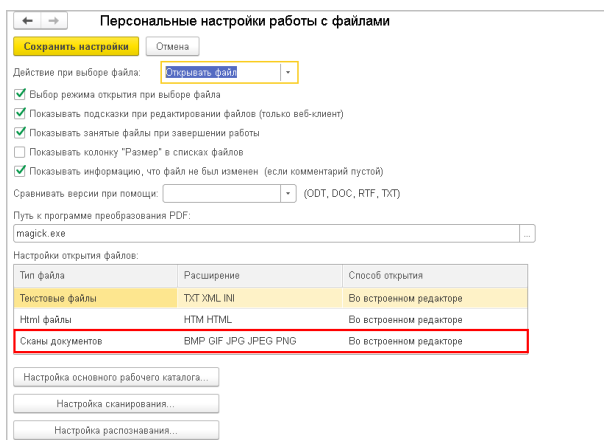 Персональные настройки работы с файлами
Сохранить настройки Отмена
Действие при выборе файла: Открывать файл
Выбор режима открытия при выборе файла
Показывать подсказки при редактировании файлов (только веб-клиент)
Показывать занятые файлы при завершении работы
Показывать колонку "Размер" в списках файлов
Показывать информацию, что файл не был изменен (если комментарий пустой)
Сравнивать версии при помощи: (ODT, DOC, RTF, TXT)
Путь к программе преобразования PDF:
magick.exe ...
Настройки открытия файлов:
Тип файла Расширение Способ открытия
Текстовые файлы TXT XML INI Во встроенном редакторе
Html файлы HTM HTML Во встроенном редакторе
Сканы документов BMP GIF JPG JPEG PNG Во встроенном редакторе
Настройка основного рабочего каталога...
Настройка сканирования...
Настройка распознавания...